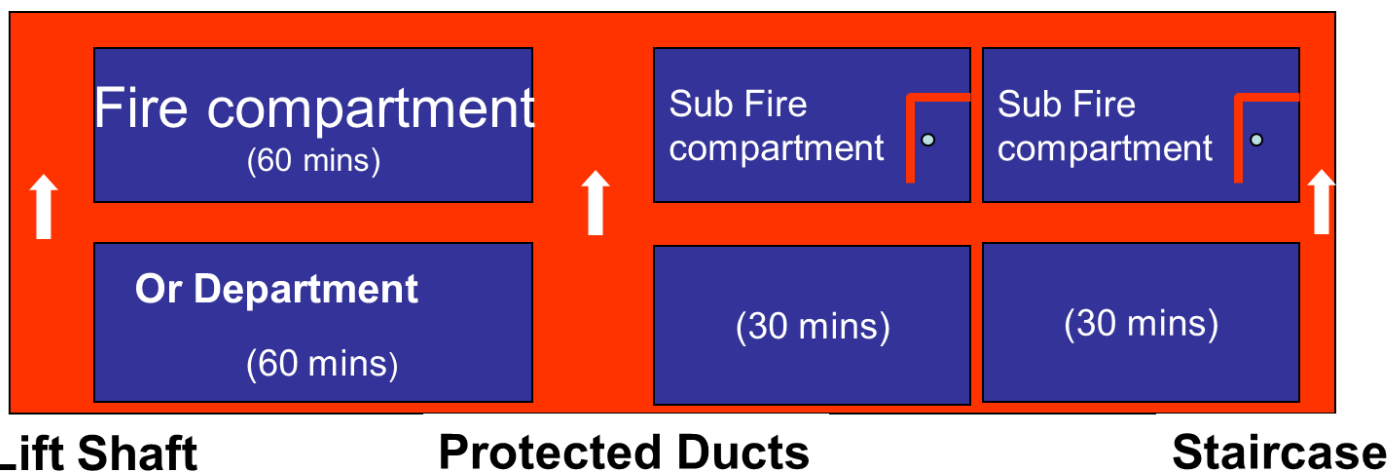 Fire compartment
(60 mins)
Sub Fire
compartment
Sub Fire
compartment
Or Department
(60 mins)
(30 mins)
(30 mins)
Lift Shaft
Protected Ducts
Staircase